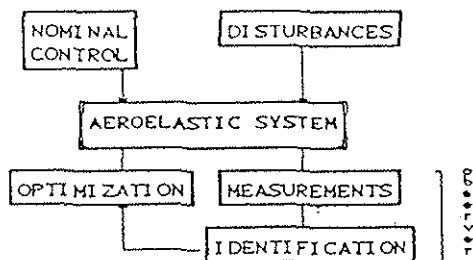 NOMINAL
CONTROL
DISTURBANCES
AEROELASTIC SYSTEM
OPTIMIZATION
MEASUREMENTS
IDENTIFICATION